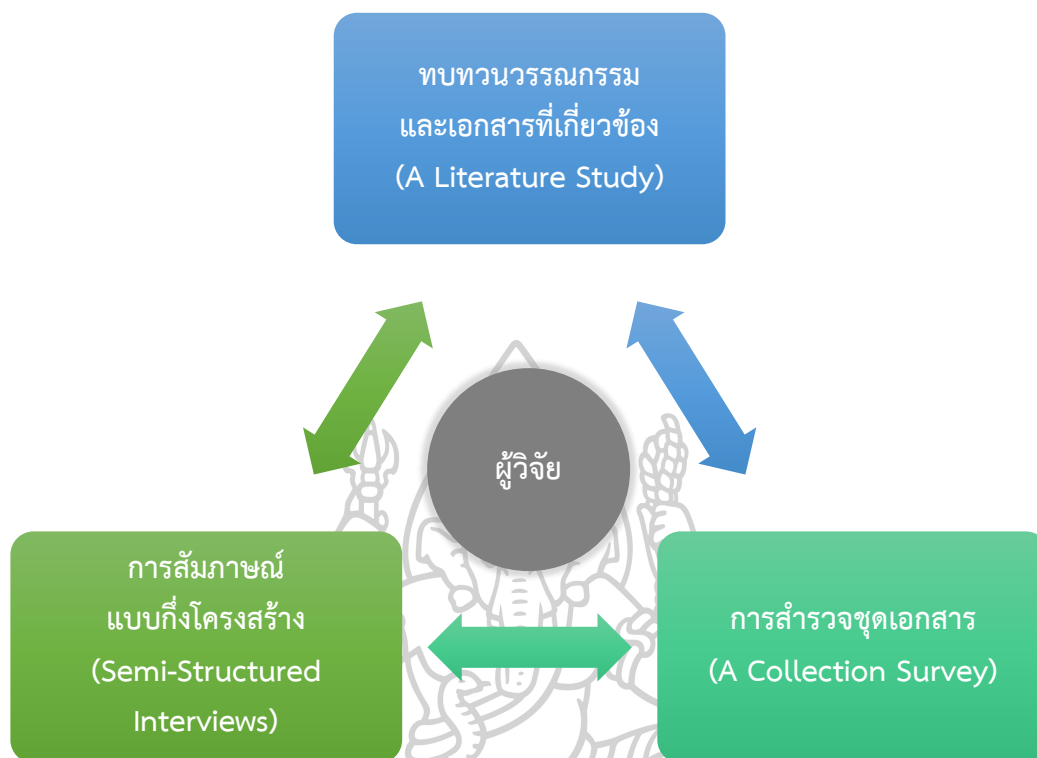 ทบทวนวรรณกรรม
และเอกสารที่เกี่ยวข้อง
(A Literature Study)
ผู้วิจัย
การสัมภาษณ์
แบบกึ่งโครงสร้าง
(Semi-Structured
Interviews)
การสำรวจชุดเอกสาร
(A Collection Survey)